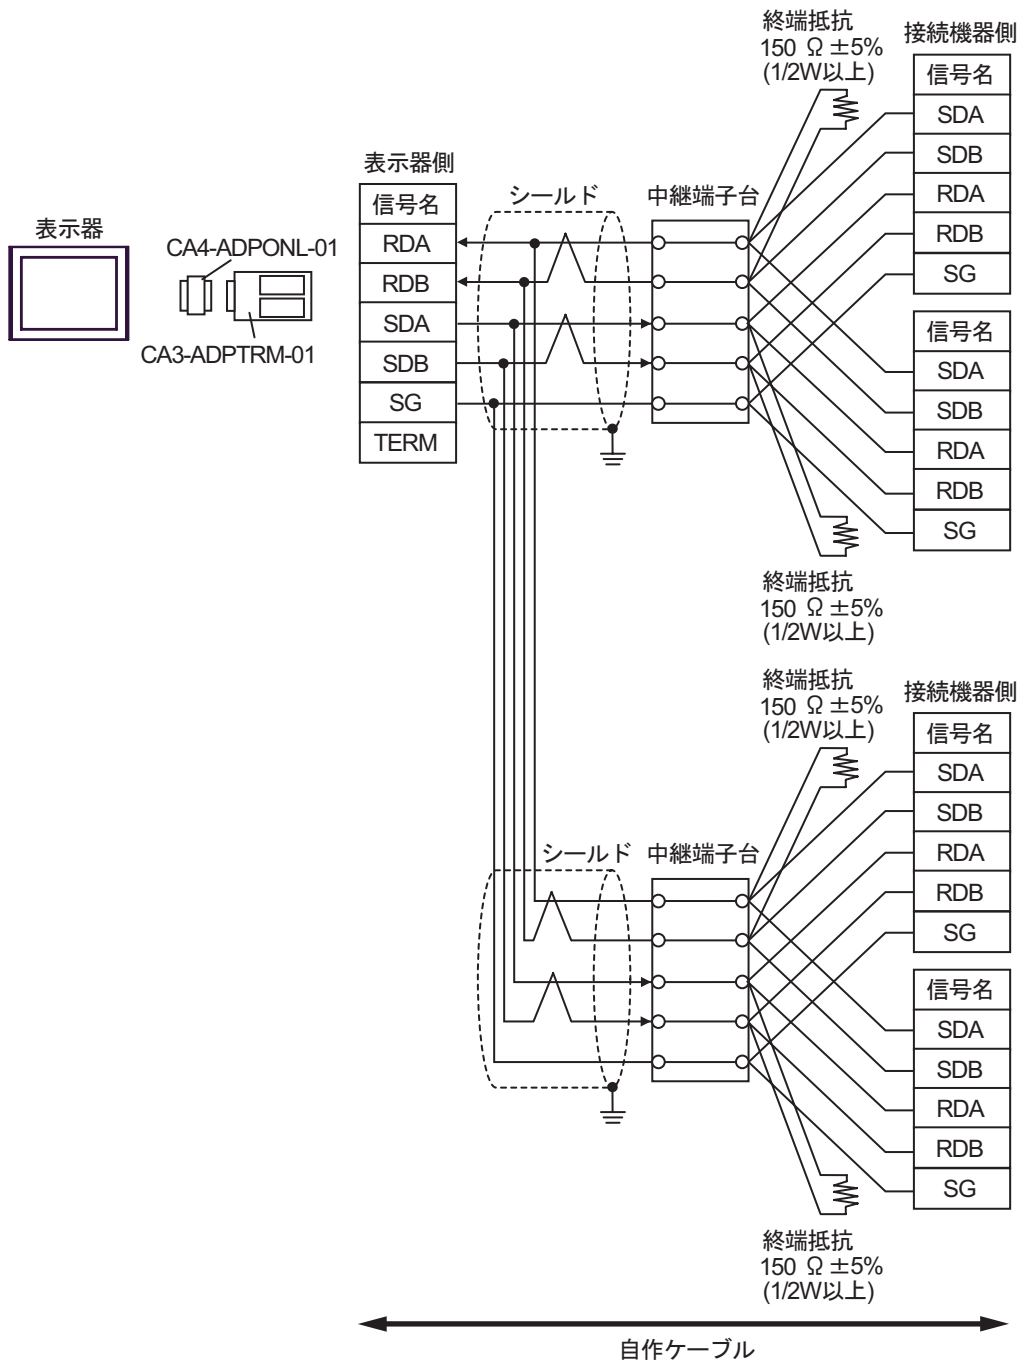 終端抵抗
150 Ω ±5%
(1/2W以上)
接続機器側
信号名
SDA
SDB
RDA
RDB
SG
表示器側
信号名
RDA
RDB
SDA
SDB
SG
TERM
シールド
中継端子台
表示器
CA4-ADPONL-01
CA3-ADPTRM-01
信号名
SDA
SDB
RDA
RDB
SG
終端抵抗
150 Ω ±5%
(1/2W以上)
終端抵抗
150 Ω ±5%
(1/2W以上)
接続機器側
信号名
SDA
SDB
RDA
RDB
SG
シールド
中継端子台
信号名
SDA
SDB
RDA
RDB
SG
終端抵抗
150 Ω ±5%
(1/2W以上)
自作ケーブル